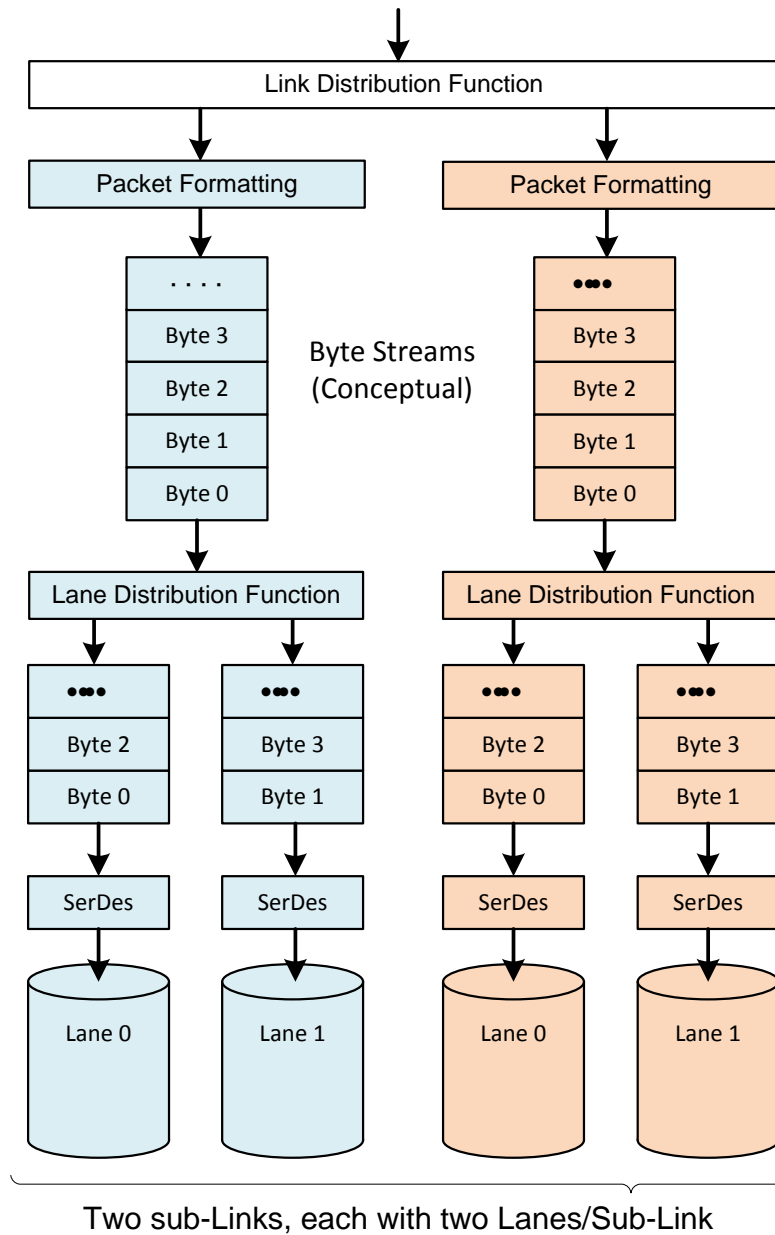 Link Distribution Function
Packet Formatting
Packet Formatting
. . . .
Byte 3
Byte 2
Byte 1
Byte 0
Byte Streams
(Conceptual)
••••
Byte 3
Byte 2
Byte 1
Byte 0
Lane Distribution Function
Lane Distribution Function
••••
Byte 2
Byte 0
••••
Byte 3
Byte 1
••••
Byte 2
Byte 0
••••
Byte 3
Byte 1
SerDes
SerDes
SerDes
SerDes
Lane 0
Lane 1
Lane 0
Lane 1
Two sub-Links, each with two Lanes/Sub-Link